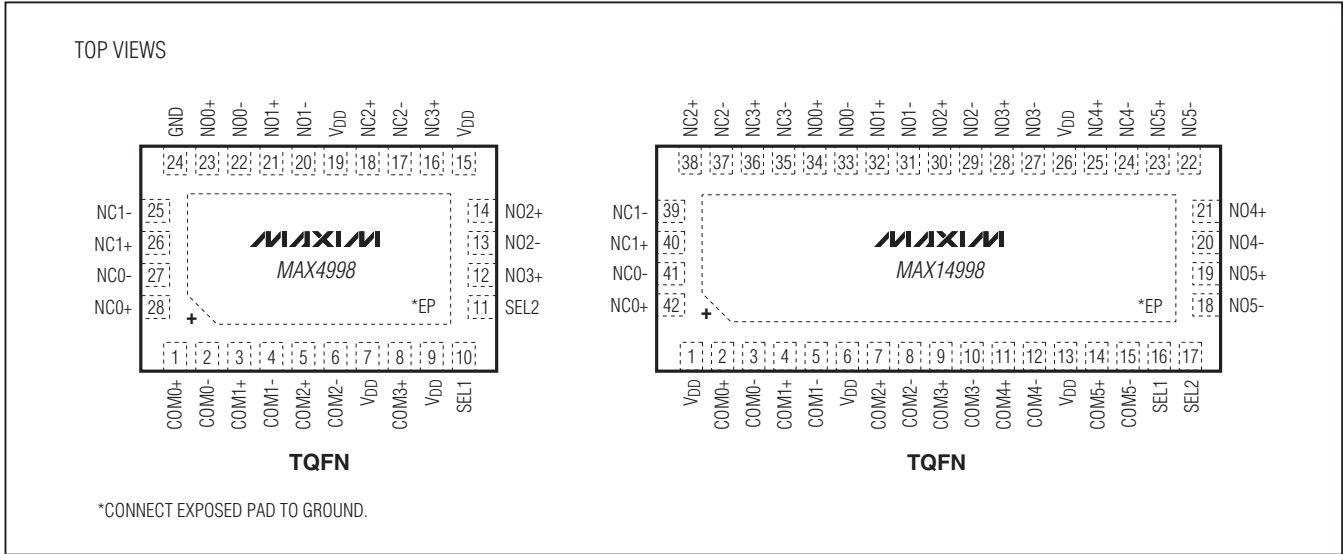 TOP VIEWS
GND NO0+ NO0- NO1+ NO1- VDD NC2+ NC2- NC3+ VDD
24 23 22 21 20 19 18 17 16 15
NC1- 25
NC1+ 26
NC0- 27
NC0+ 28
14 NO2+
13 NO2-
12 NO3+
11 SEL2
MAXIM
MAX4998
*EP
+
1 2 3 4 5 6 7 8 9 10
COM0+ COM0- COM1+ COM1- COM2+ COM2- VDD COM3+ VDD SEL1
TQFN
NC2+ NC2- NC3+ NC3- NO0+ NO0- NO1+ NO1- NO2+ NO2- NO3+ NO3- VDD NC4+ NC4- NC5+ NC5-
38 37 36 35 34 33 32 31 30 29 28 27 26 25 24 23 22
NC1- 39
NC1+ 40
NC0- 41
NC0+ 42
21 NO4+
20 NO4-
19 NO5+
18 NO5-
MAXIM
MAX14998
*EP
+
1 2 3 4 5 6 7 8 9 10 11 12 13 14 15 16 17
VDD COM0+ COM0- COM1+ COM1- VDD COM2+ COM2- COM3+ COM3- COM4+ COM4- VDD COM5+ COM5- SEL1 SEL2
TQFN
*CONNECT EXPOSED PAD TO GROUND.